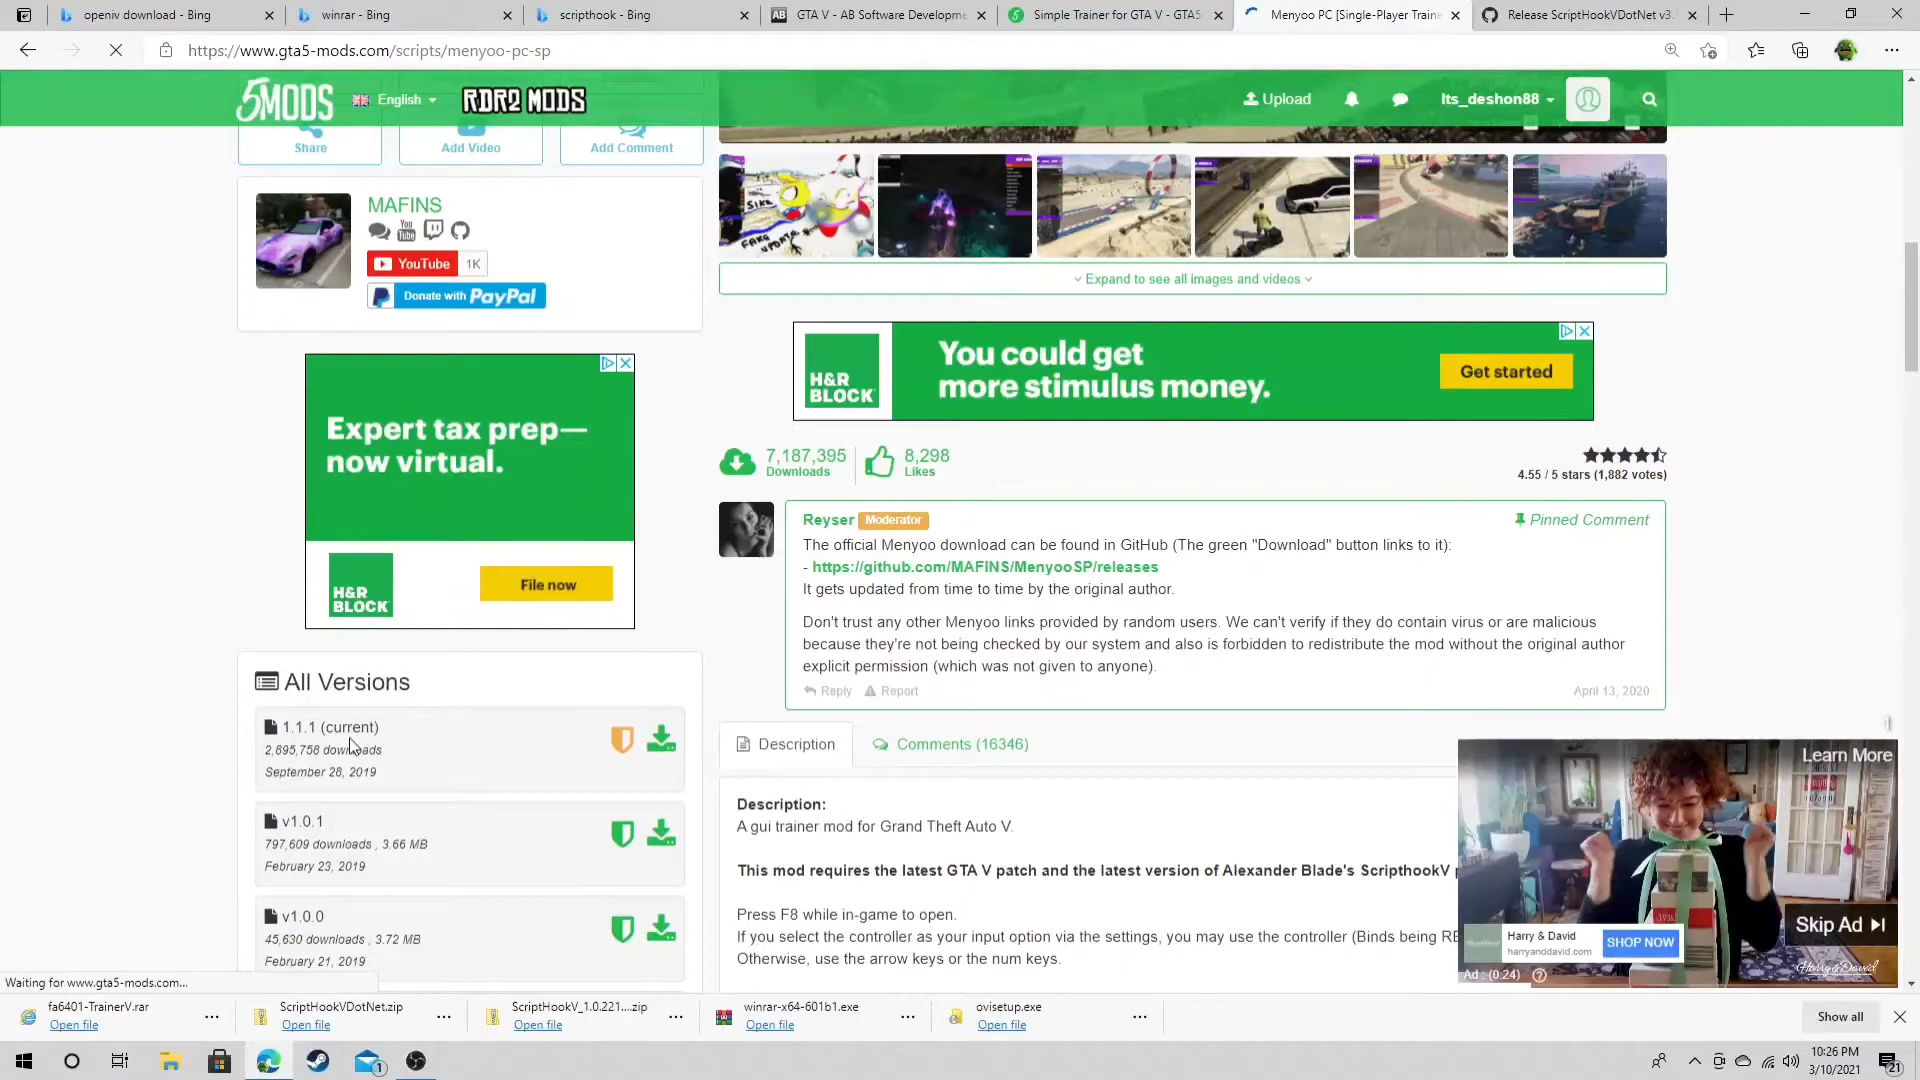 openiv download - Bing
winrar - Bing
scripthook - Bing
GTA V - AB Software Developme
Simple Trainer for GTA V - GTA5
Menyoo PC [Single-Player Traine
Release ScriptHookVDotNet v3.
https://www.gta5-mods.com/scripts/menyoo-pc-sp
5MODS
English
RDR2 MODS
Upload
Its_deshon88
Share
Add Video
Add Comment
MAFINS
YouTube 1K
Donate with PayPal
Expand to see all images and videos
H&R BLOCK
You could get
more stimulus money.
Get started
Expert tax prep—
now virtual.
H&R BLOCK
File now
7,187,395
Downloads
8,298
Likes
4.55 / 5 stars (1,882 votes)
Reyser Moderator
Pinned Comment
The official Menyoo download can be found in GitHub (The green "Download" button links to it):
- https://github.com/MAFINS/MenyooSP/releases
It gets updated from time to time by the original author.
Don't trust any other Menyoo links provided by random users. We can't verify if they do contain virus or are malicious
because they're not being checked by our system and also is forbidden to redistribute the mod without the original author
explicit permission (which was not given to anyone).
Reply Report
April 13, 2020
All Versions
1.1.1 (current)
2,895,758 downloads
September 28, 2019
v1.0.1
797,609 downloads , 3.66 MB
February 23, 2019
v1.0.0
45,630 downloads , 3.72 MB
February 21, 2019
Description
Comments (16346)
Description:
A gui trainer mod for Grand Theft Auto V.
This mod requires the latest GTA V patch and the latest version of Alexander Blade's ScripthookV
Press F8 while in-game to open.
If you select the controller as your input option via the settings, you may use the controller (Binds being
Otherwise, use the arrow keys or the num keys.
Learn More
Skip Ad
Harry & David
harryanddavid.com
SHOP NOW
Harry&David
Ad : (0:24)
Waiting for www.gta5-mods.com...
fa6401-TrainerV.rar
Open file
ScriptHookVDotNet.zip
Open file
ScriptHookV_1.0.221....zip
Open file
winrar-x64-601b1.exe
Open file
ovisetup.exe
Open file
Show all
10:26 PM
3/10/2021
1
21